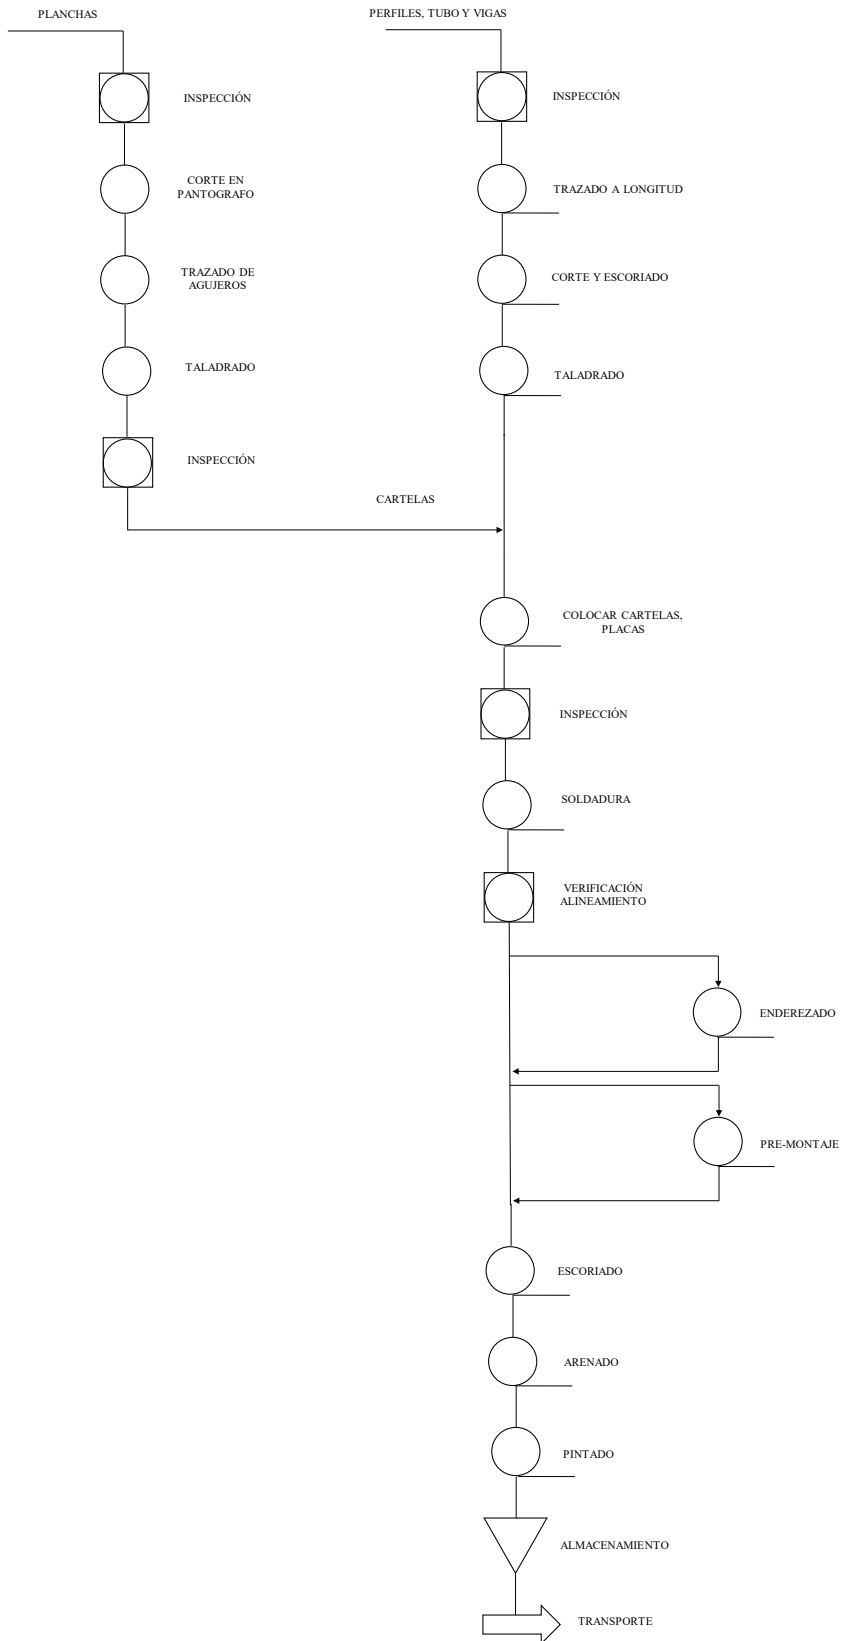 PLANCHAS
PERFILES, TUBO Y VIGAS
INSPECCIÓN
INSPECCIÓN
CORTE EN
PANTOGRAFO
TRAZADO A LONGITUD
TRAZADO DE
AGUJEROS
CORTE Y ESCORIADO
TALADRADO
TALADRADO
INSPECCIÓN
CARTELAS
COLOCAR CARTELAS,
PLACAS
INSPECCIÓN
SOLDADURA
VERIFICACIÓN
ALINEAMIENTO
ENDEREZADO
PRE-MONTAJE
ESCORIADO
ARENADO
PINTADO
ALMACENAMIENTO
TRANSPORTE